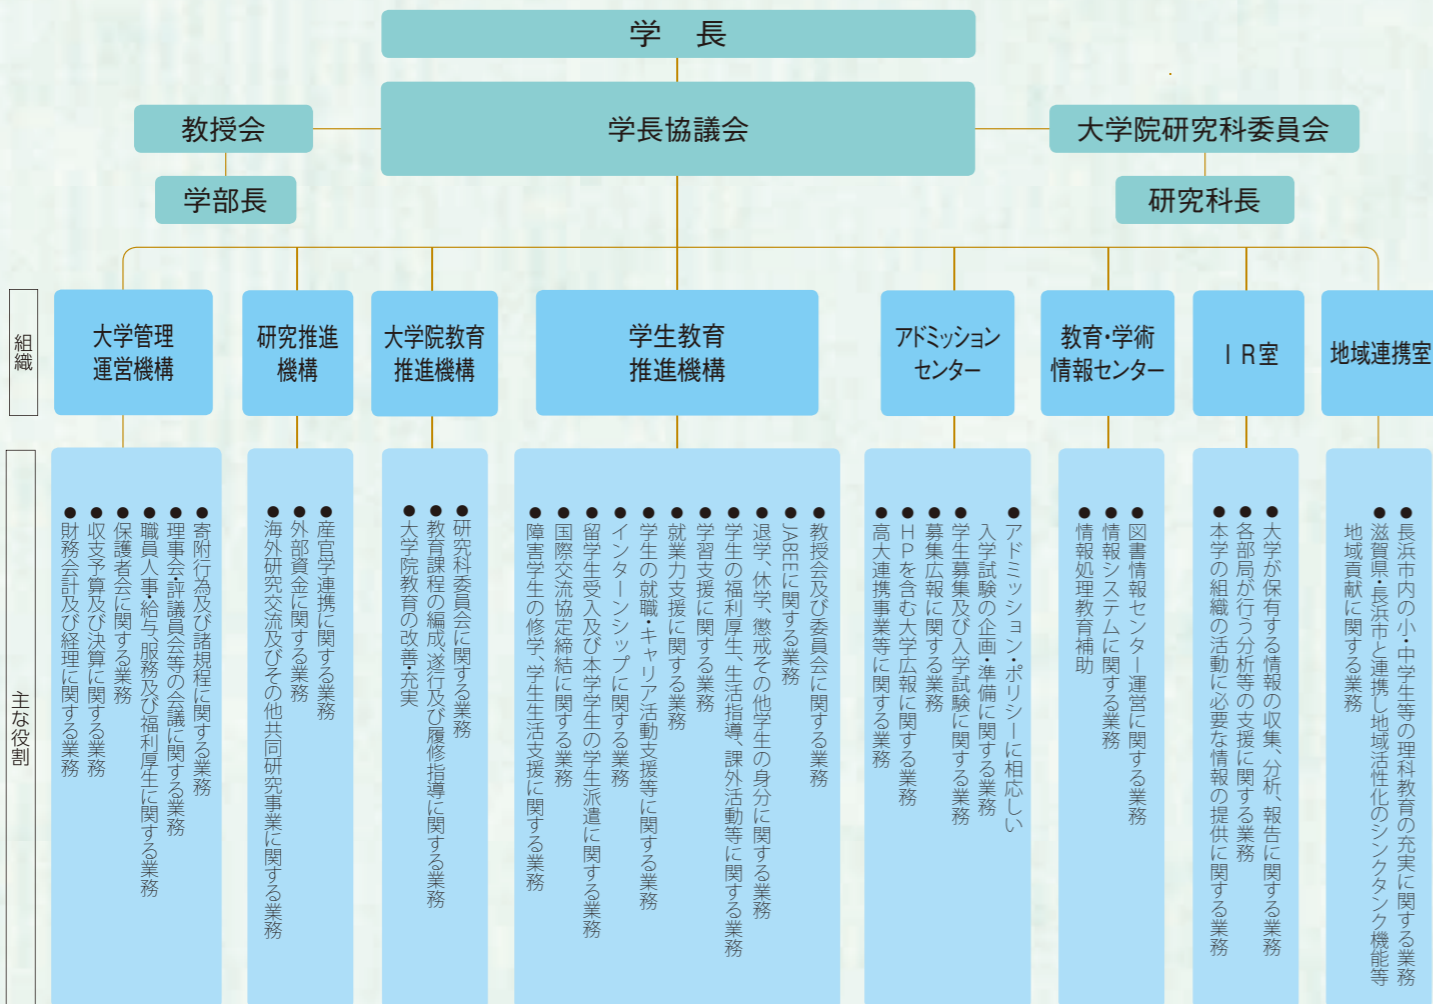 学　長
学長協議会
教授会
大学院研究科委員会
学部長
研究科長
組織
大学管理
運営機構
研究推進
機構
大学院教育
推進機構
学生教育
推進機構
アドミッション
センター
教育・学術
情報センター
ＩＲ室
地域連携室
主な役割
●寄附行為及び諸規程に関する業務
●理事会・評議員会等の会議に関する業務
●職員人事・給与、服務及び福利厚生に関する業務
●保護者会に関する業務
●収支予算及び決算に関する業務
●財務会計及び経理に関する業務
●産官学連携に関する業務
●外部資金に関する業務
●海外研究交流及びその他共同研究事業に関する業務
●研究科委員会に関する業務
●教育課程の編成、遂行及び履修指導に関する業務
●大学院教育の改善・充実
●教授会及び委員会に関する業務
●JABEEに関する業務
●退学、休学、懲戒その他学生の身分に関する業務
●学生の福利厚生、生活指導、課外活動等に関する業務
●学習支援に関する業務
●就業力支援に関する業務
●学生の就職・キャリア活動支援等に関する業務
●インターンシップに関する業務
●留学生受入及び本学学生の学生派遣に関する業務
●国際交流協定締結に関する業務
●障害学生の修学、学生生活支援に関する業務
●アドミッション・ポリシーに相応しい
入学試験の企画・準備に関する業務
●学生募集及び入学試験に関する業務
●募集広報に関する業務
●ＨＰを含む大学広報に関する業務
●高大連携事業等に関する業務
●図書情報センター運営に関する業務
●情報システムに関する業務
●情報処理教育補助
●大学が保有する情報の収集、分析、報告に関する業務
●各部局が行う分析等の支援に関する業務
●本学の組織の活動に必要な情報の提供に関する業務
●長浜市内の小・中学生等の理科教育の充実に関する業務
●滋賀県・長浜市と連携し地域活性化のシンクタンク機能等
地域貢献に関する業務